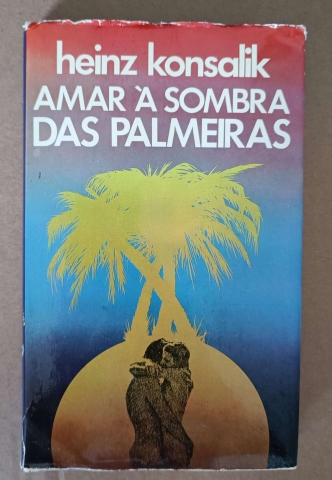 heinz konsalik
AMAR À SOMBRA
DAS PALMEIRAS